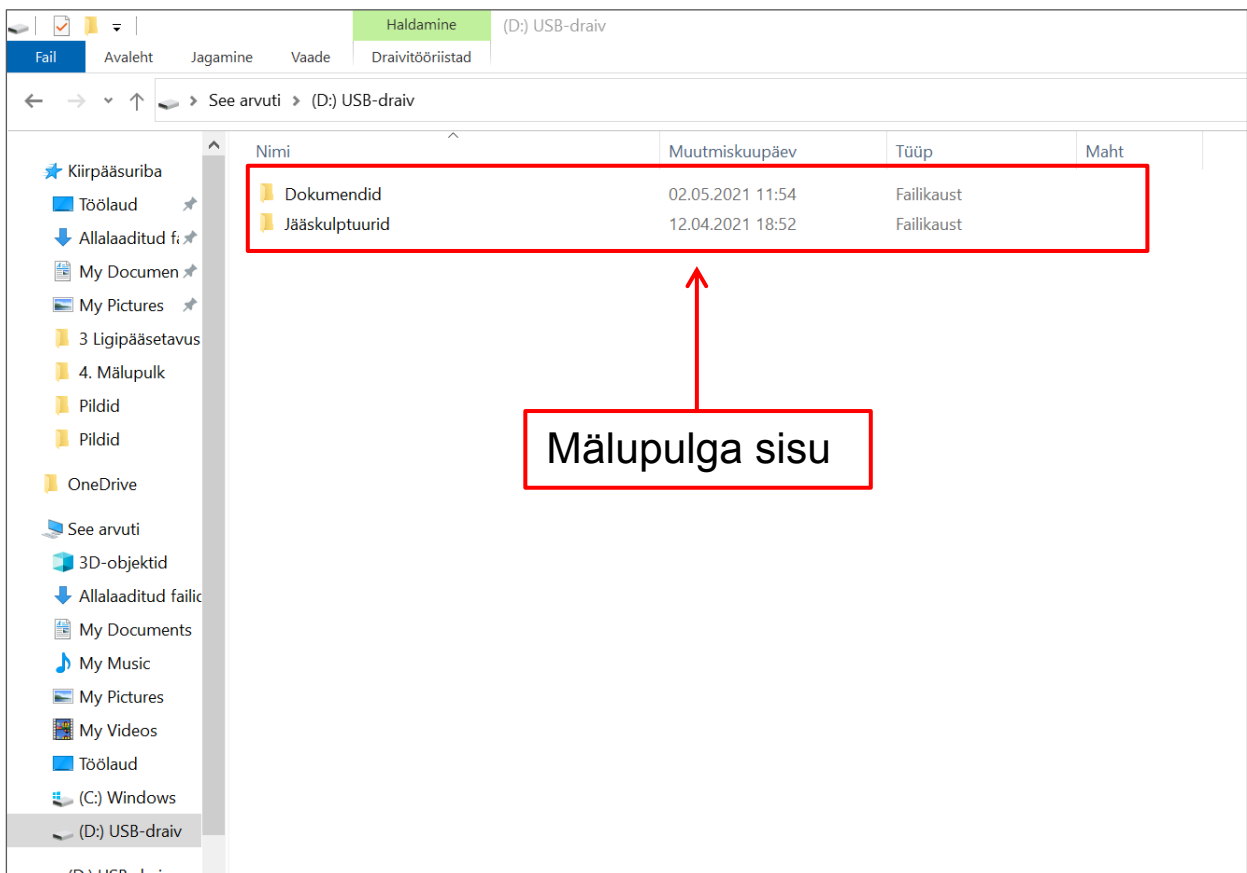 Haldamine (D:) USB-draiv
Fail Avaleht Jagamine Vaade Draivitööriistad
See arvuti > (D:) USB-draiv
Nimi Muutmiskuupäev Tüüp Maht
Kiirpääsuriba
Töölaud
Allalaaditud
My Documen
My Pictures
3 Ligipääsetavus
4. Mälupulk
Pildid
Pildid
OneDrive
See arvuti
3D-objektid
Allalaaditud
My Documents
My Music
My Pictures
My Videos
Töölaud
(C:) Windows
(D:) USB-draiv
Dokumendid 02.05.2021 11:54 Failikaust
Jääskulptuurid 12.04.2021 18:52 Failikaust
Mälupulga sisu